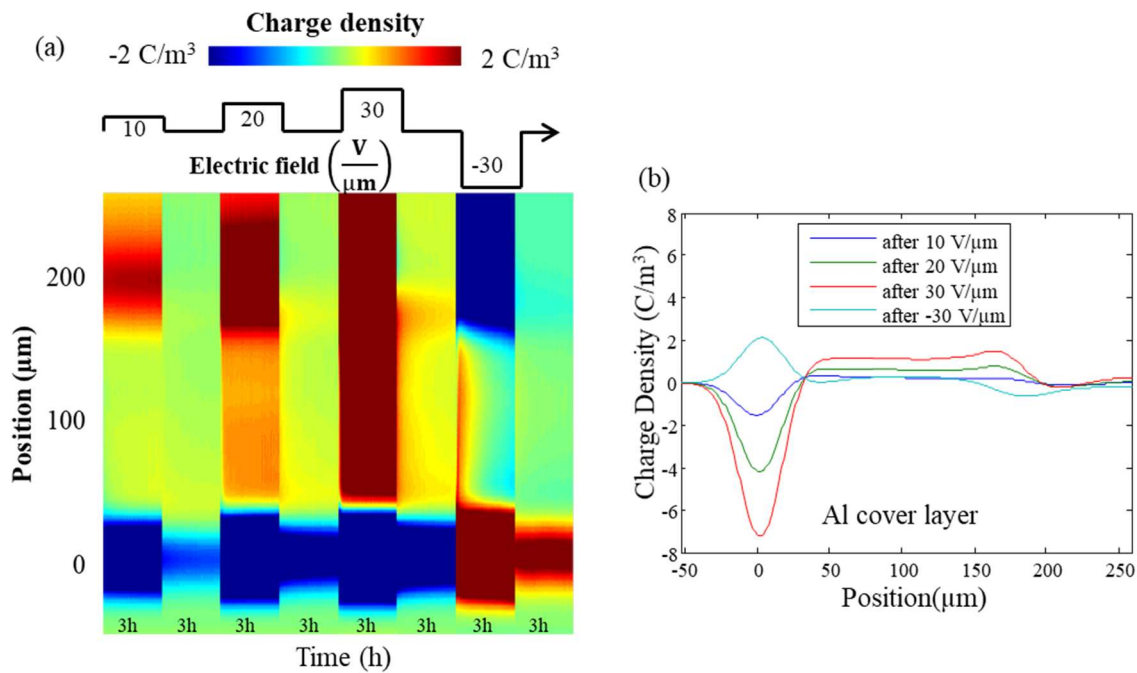 (a)
Charge density
-2 C/m³
2 C/m³
10
20
30
-30
Electric field (V/μm)
Position (μm)
200
100
0
3h 3h 3h 3h 3h 3h 3h 3h
Time (h)
(b)
Charge Density (C/m³)
8
6
4
2
0
-2
-4
-6
-8
after 10 V/μm
after 20 V/μm
after 30 V/μm
after -30 V/μm
Al cover layer
-50 0 50 100 150 200 250
Position(μm)